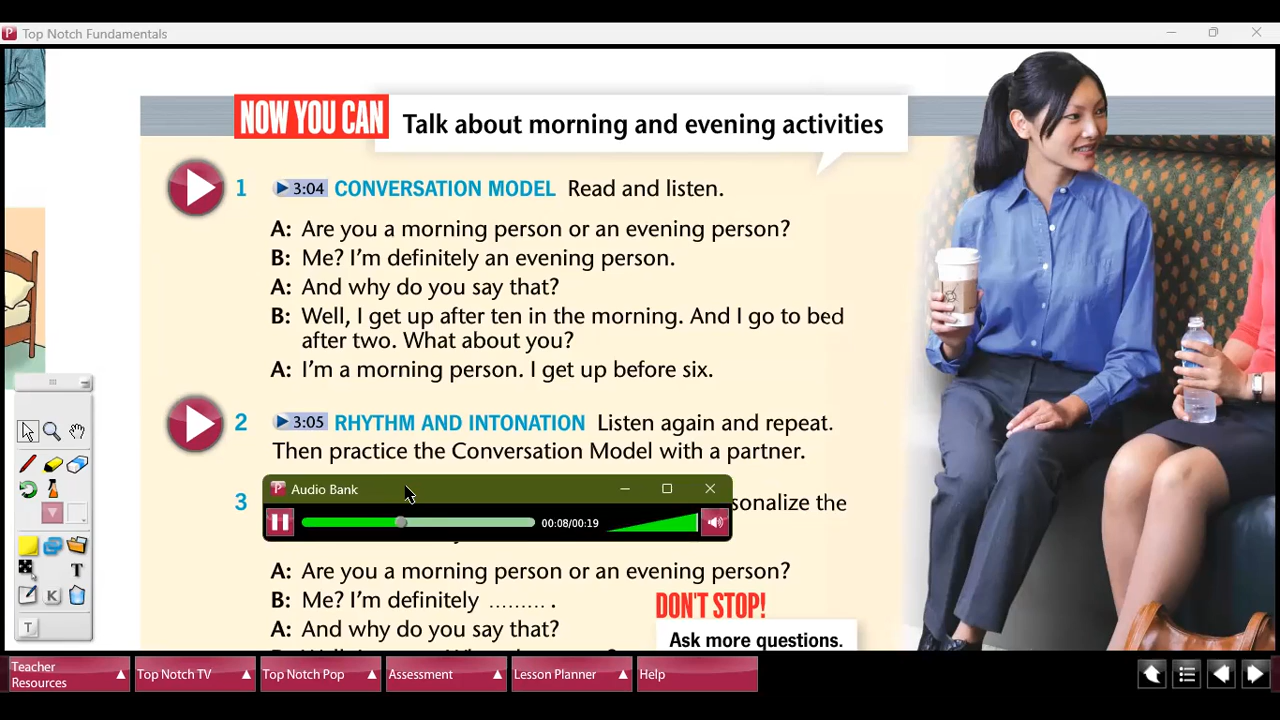 Top Notch Fundamentals
NOW YOU CAN Talk about morning and evening activities
1 3:04 CONVERSATION MODEL Read and listen.
A: Are you a morning person or an evening person?
B: Me? I'm definitely an evening person.
A: And why do you say that?
B: Well, I get up after ten in the morning. And I go to bed
after two. What about you?
A: I'm a morning person. I get up before six.
2 3:05 RHYTHM AND INTONATION Listen again and repeat.
Then practice the Conversation Model with a partner.
Audio Bank
00:08/00:19
3 sonalize the
A: Are you a morning person or an evening person?
B: Me? I'm definitely ......... .
A: And why do you say that?
DON'T STOP!
Ask more questions.
Teacher
Resources
Top Notch TV
Top Notch Pop
Assessment
Lesson Planner
Help